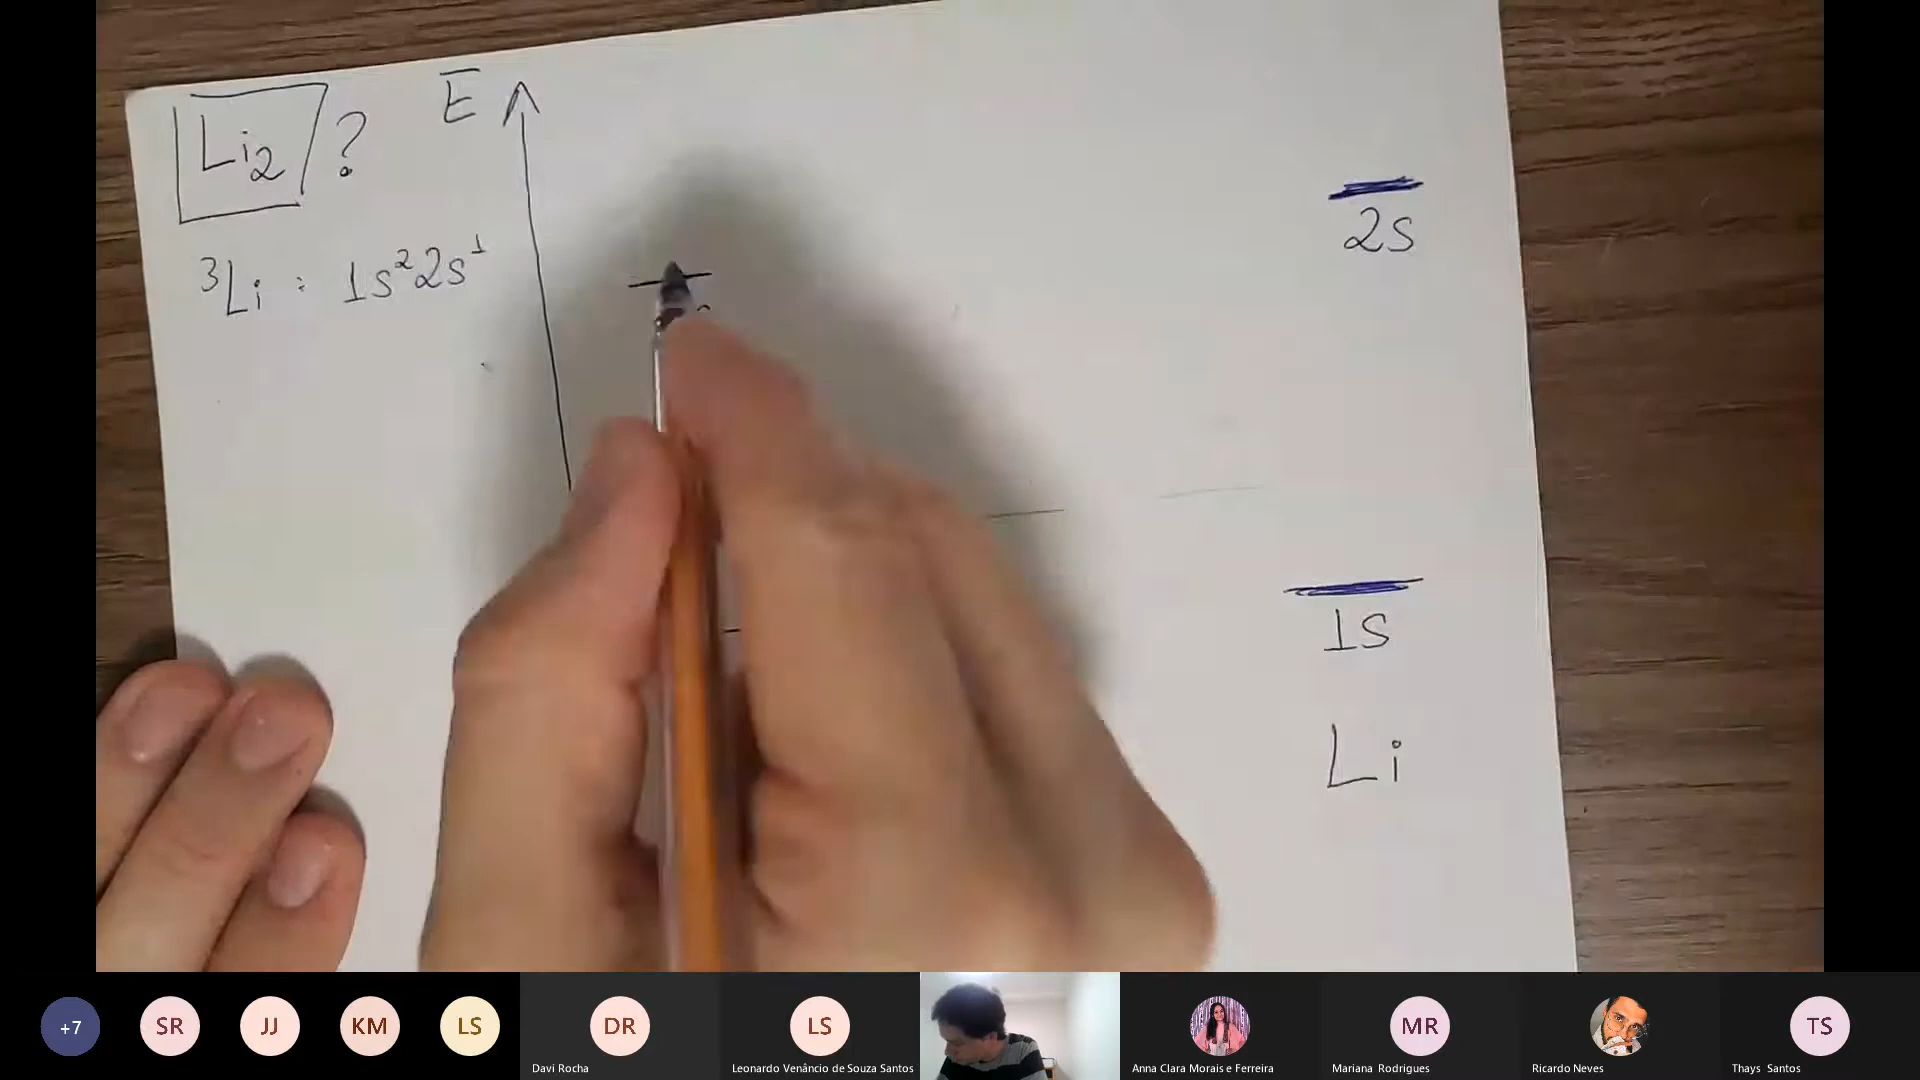 Li2 ?
E
3Li : 1s2 2s1
2s
1s
Li
+7
SR
JJ
KM
LS
DR
Davi Rocha
LS
Leonardo Venâncio de Souza Santos
Anna Clara Morais e Ferreira
MR
Mariana Rodrigues
Ricardo Neves
TS
Thays Santos